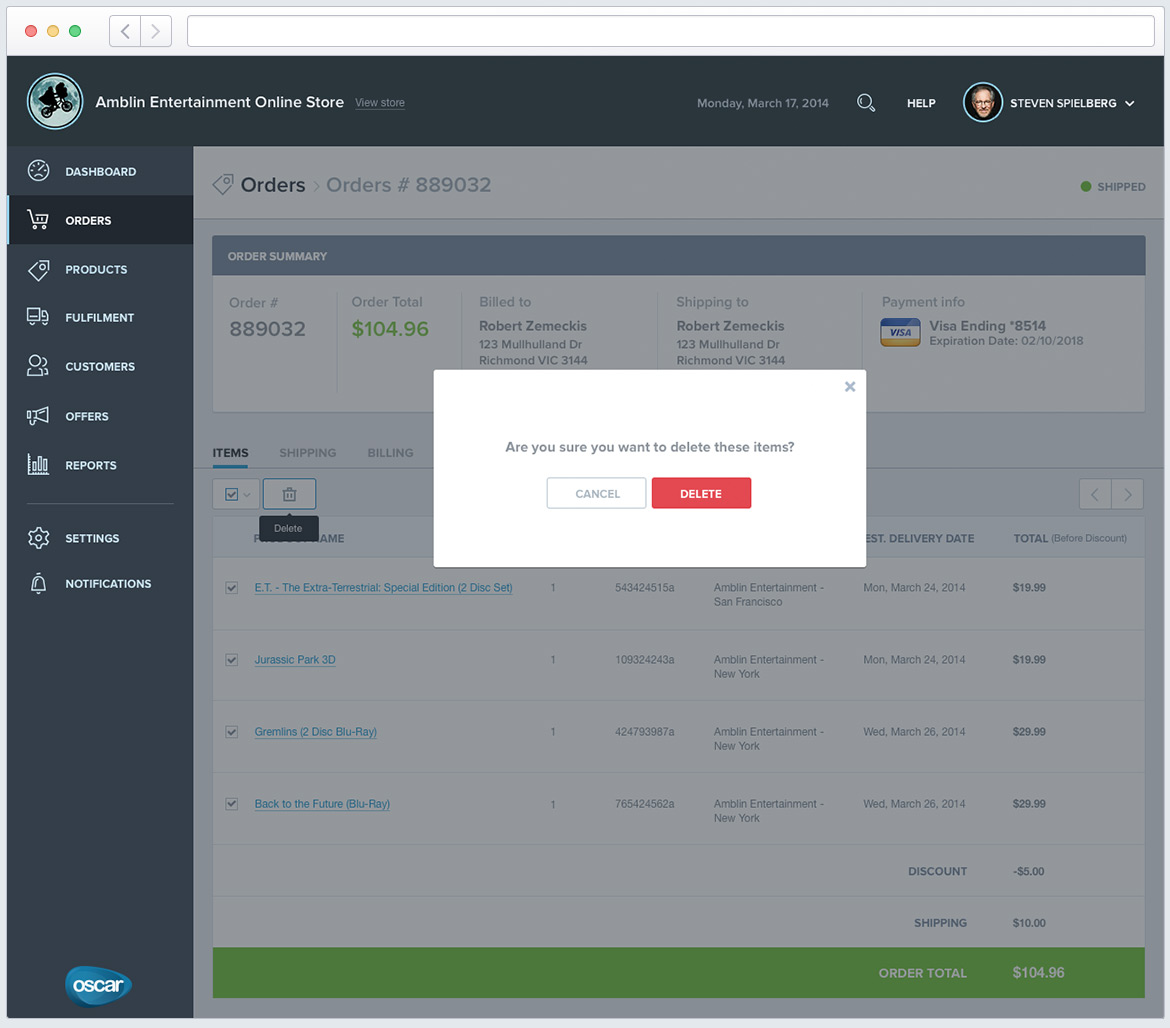 Amblin Entertainment Online Store View store Monday, March 17, 2014 HELP STEVEN SPIELBERG
DASHBOARD
ORDERS
PRODUCTS
FULFILMENT
CUSTOMERS
OFFERS
REPORTS
SETTINGS
NOTIFICATIONS
oscar
Orders › Orders # 889032 SHIPPED
ORDER SUMMARY
Order #
889032
Order Total
$104.96
Billed to
Robert Zemeckis
123 Mullhulland Dr
Richmond VIC 3144
Shipping to
Robert Zemeckis
123 Mullhulland Dr
Richmond VIC 3144
Payment info
VISA
Visa Ending *8514
Expiration Date: 02/10/2018
Are you sure you want to delete these items?
CANCEL DELETE
ITEMS SHIPPING BILLING
Delete
EST. DELIVERY DATE TOTAL (Before Discount)
E.T. - The Extra-Terrestrial: Special Edition (2 Disc Set) 1 543424515a Amblin Entertainment - Mon, March 24, 2014 $19.99
San Francisco
Jurassic Park 3D 1 109324243a Amblin Entertainment - Mon, March 24, 2014 $19.99
New York
Gremlins (2 Disc Blu-Ray) 1 424793987a Amblin Entertainment - Wed, March 26, 2014 $29.99
New York
Back to the Future (Blu-Ray) 1 765424562a Amblin Entertainment - Wed, March 26, 2014 $29.99
New York
DISCOUNT -$5.00
SHIPPING $10.00
ORDER TOTAL $104.96